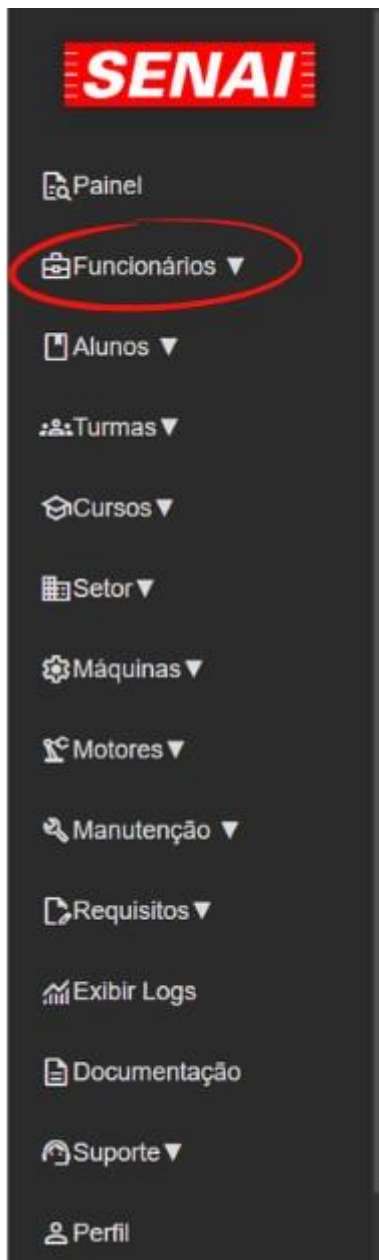 SENAI
Painel
Funcionários ▼
Alunos ▼
Turmas ▼
Cursos ▼
Setor ▼
Máquinas ▼
Motores ▼
Manutenção ▼
Requisitos ▼
Exibir Logs
Documentação
Suporte ▼
Perfil